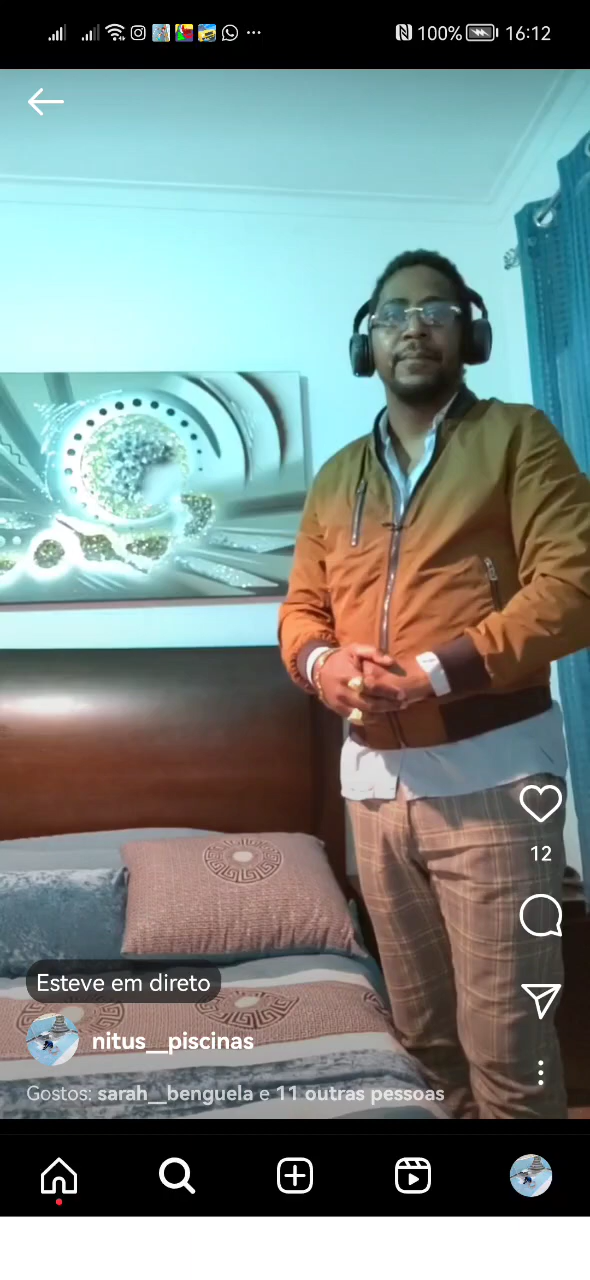 100% 16:12
12
Esteve em direto
nitus__piscinas
Gostos: sarah__benguela e 11 outras pessoas